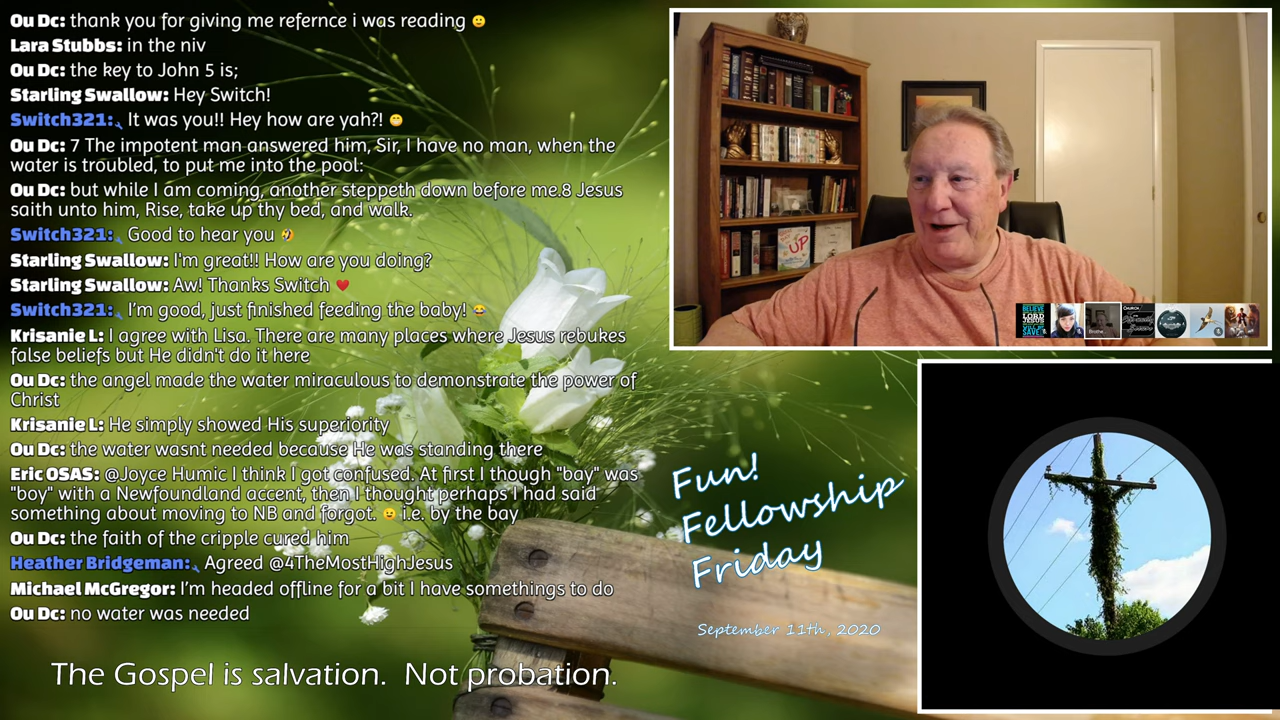 Ou Dc: thank you for giving me refernce i was reading 🙂
Lara Stubbs: in the niv
Ou Dc: the key to John 5 is;
Starling Swallow: Hey Switch!
Switch321: It was you!! Hey how are yah?! 😁
Ou Dc: 7 The impotent man answered him, Sir, I have no man, when the
water is troubled, to put me into the pool:
Ou Dc: but while I am coming, another steppeth down before me.8 Jesus
saith unto him, Rise, take up thy bed, and walk.
Switch321: Good to hear you 🤣
Starling Swallow: I'm great!! How are you doing?
Starling Swallow: Aw! Thanks Switch ❤️
Switch321: I'm good, just finished feeding the baby! 😂
Krisanie L: I agree with Lisa. There are many places where Jesus rebukes
false beliefs but He didn't do it here
Ou Dc: the angel made the water miraculous to demonstrate the power of
Christ
Krisanie L: He simply showed His superiority
Ou Dc: the water wasnt needed because He was standing there
Eric OSAS: @Joyce Humic I think I got confused. At first I though "bay" was
"boy" with a Newfoundland accent, then I thought perhaps I had said
something about moving to NB and forgot. 😉 i.e. by the bay
Ou Dc: the faith of the cripple cured him
Heather Bridgeman: Agreed @4TheMostHighJesus
Michael McGregor: I'm headed offline for a bit I have somethings to do
Ou Dc: no water was needed
The Gospel is salvation. Not probation.
UP
BELIEVE
LORD
JESUS
SAVE
Fun!
Fellowship
Friday
September 11th, 2020